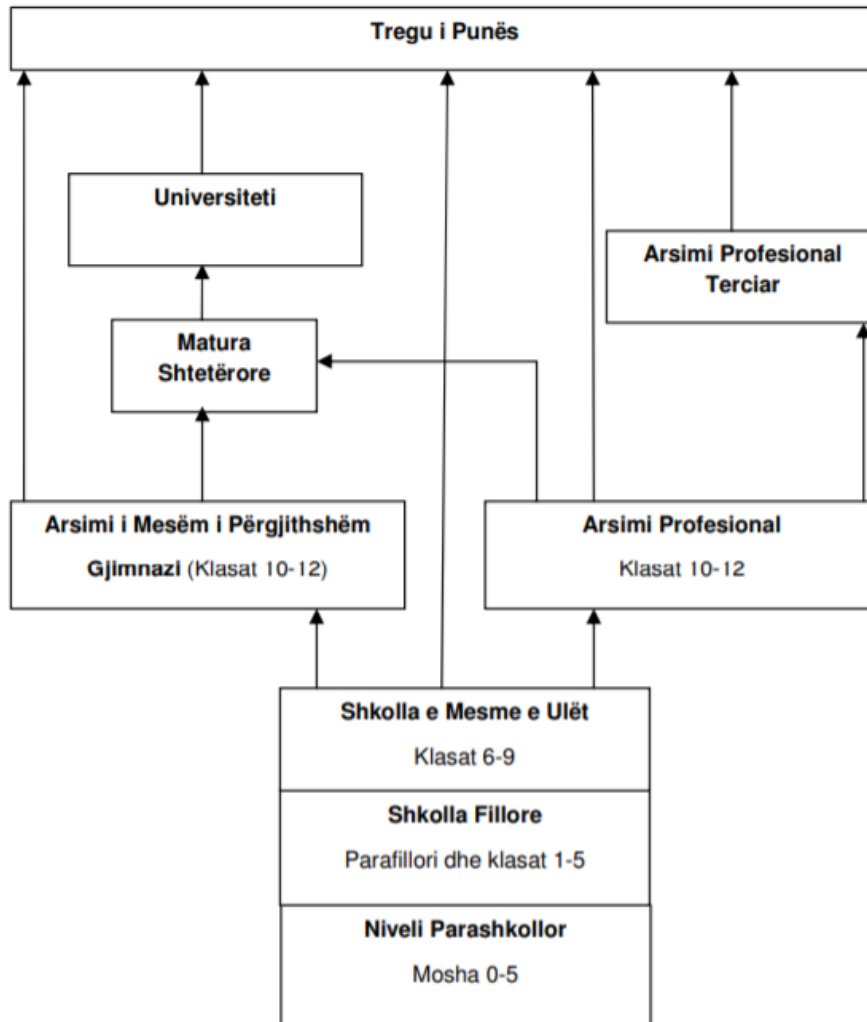 Tregu i Punës
Universiteti
Arsimi Profesional
Terciar
Matura
Shtetërore
Arsimi i Mesëm i Përgjithshëm
Gjimnazi (Klasat 10-12)
Arsimi Profesional
Klasat 10-12
Shkolla e Mesme e Ulët
Klasat 6-9
Shkolla Fillore
Parafillori dhe klasat 1-5
Niveli Parashkollor
Mosha 0-5